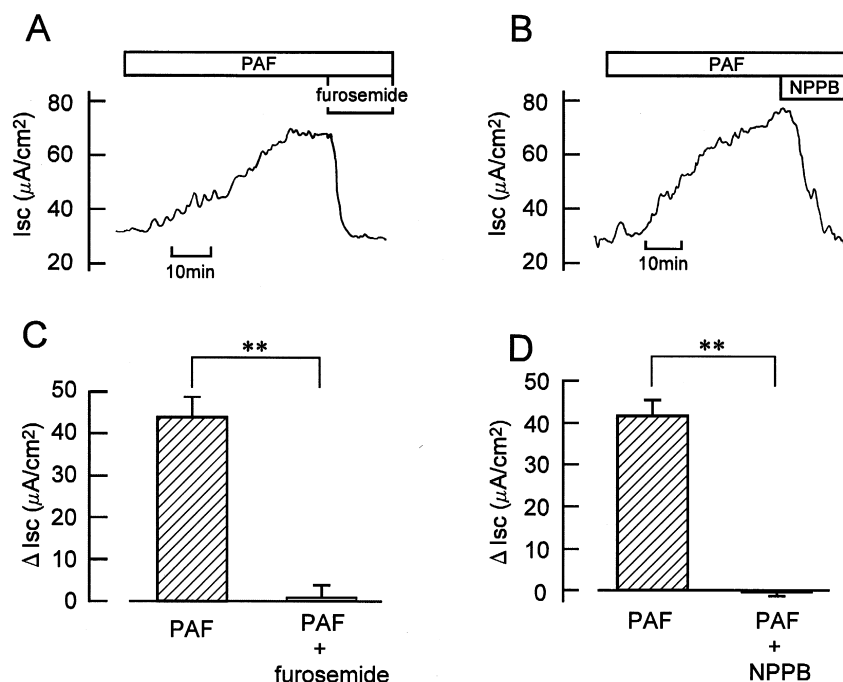 A
PAF
furosemide
Isc (μA/cm2)
80
60
40
20
10min
B
PAF
NPPB
Isc (μA/cm2)
80
60
40
20
10min
C
**
Δ Isc (μA/cm2)
50
40
30
20
10
0
PAF
PAF
+
furosemide
D
**
Δ Isc (μA/cm2)
50
40
30
20
10
0
PAF
PAF
+
NPPB